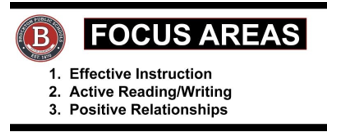 B
FOCUS AREAS
1. Effective Instruction
2. Active Reading/Writing
3. Positive Relationships